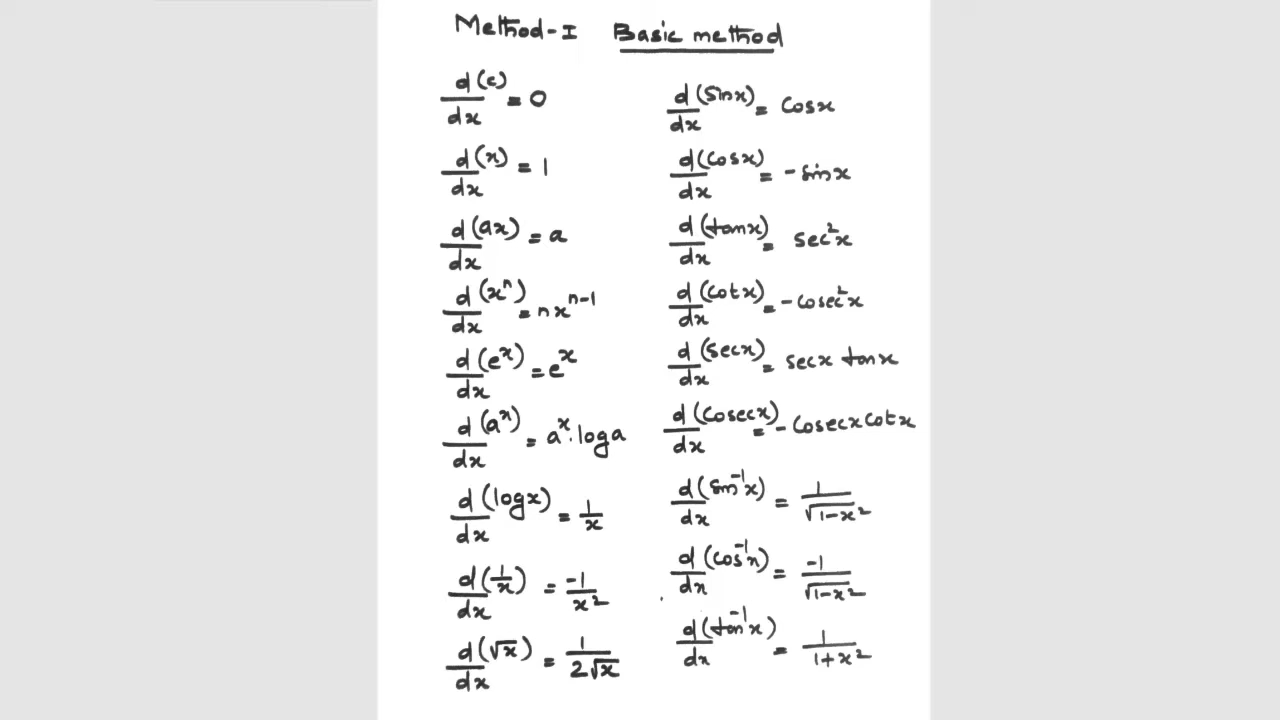 Method-I Basic method
d(c)/dx = 0
d(x)/dx = 1
d(ax)/dx = a
d(xⁿ)/dx = nxⁿ⁻¹
d(eˣ)/dx = eˣ
d(aˣ)/dx = aˣ·loga
d(logx)/dx = 1/x
d(1/x)/dx = -1/x²
d(√x)/dx = 1/2√x
d(sinx)/dx = cosx
d(cosx)/dx = -sinx
d(tanx)/dx = sec²x
d(cotx)/dx = -cosec²x
d(secx)/dx = secx tanx
d(cosecx)/dx = -cosecxcotx
d(sin⁻¹x)/dx = 1/√1-x²
d(cos⁻¹x)/dx = -1/√1-x²
d(tan⁻¹x)/dx = 1/1+x²